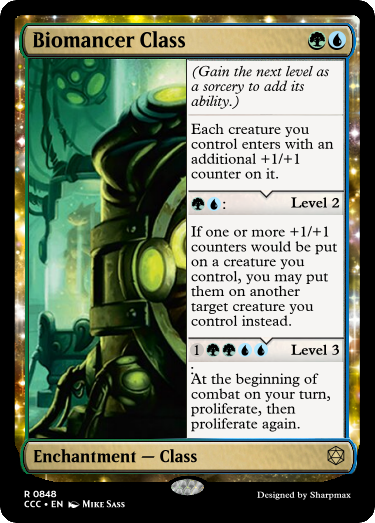 Biomancer Class
(Gain the next level as
a sorcery to add its
ability.)
Each creature you
control enters with an
additional +1/+1
counter on it.
: Level 2
If one or more +1/+1
counters would be put
on a creature you
control, you may put
them on another
target creature you
control instead.
1 Level 3
:
At the beginning of
combat on your turn,
proliferate, then
proliferate again.
Enchantment — Class
R 0848
CCC • EN Mike Sass
Designed by Sharpmax